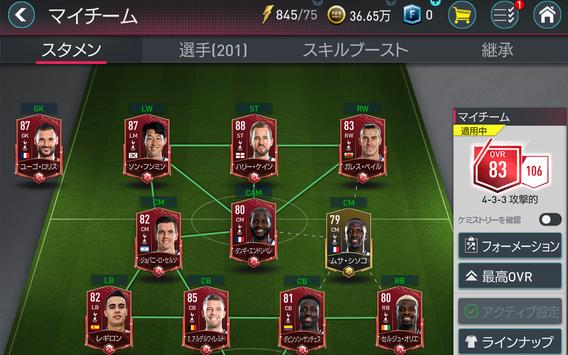 マイチーム
845/75
36.65万
0
1
スタメン
選手(201)
スキルブースト
継承
GK
LW
ST
RW
87
GK
ユーゴ・ロリス
87
LM
ソン・フンミン
88
ST
ハリー・ケイン
83
RM
ガレス・ベイル
CM
CAM
CM
82
CM
ジョバニ・ロ・セルソ
80
CM
タンギ・エンドンベレ
79
CM
ムサ・シソコ
LB
CB
CB
RB
82
LB
レギロン
85
CB
T. アルデルワイレルト
81
CB
ダビンソン・サンチェス
80
RB
セルジュ・オリエ
マイチーム
適用中
OVR
83
106
4-3-3 攻撃的
ケミストリーを確認
フォーメーション
最高OVR
アクティブ設定
ラインナップ